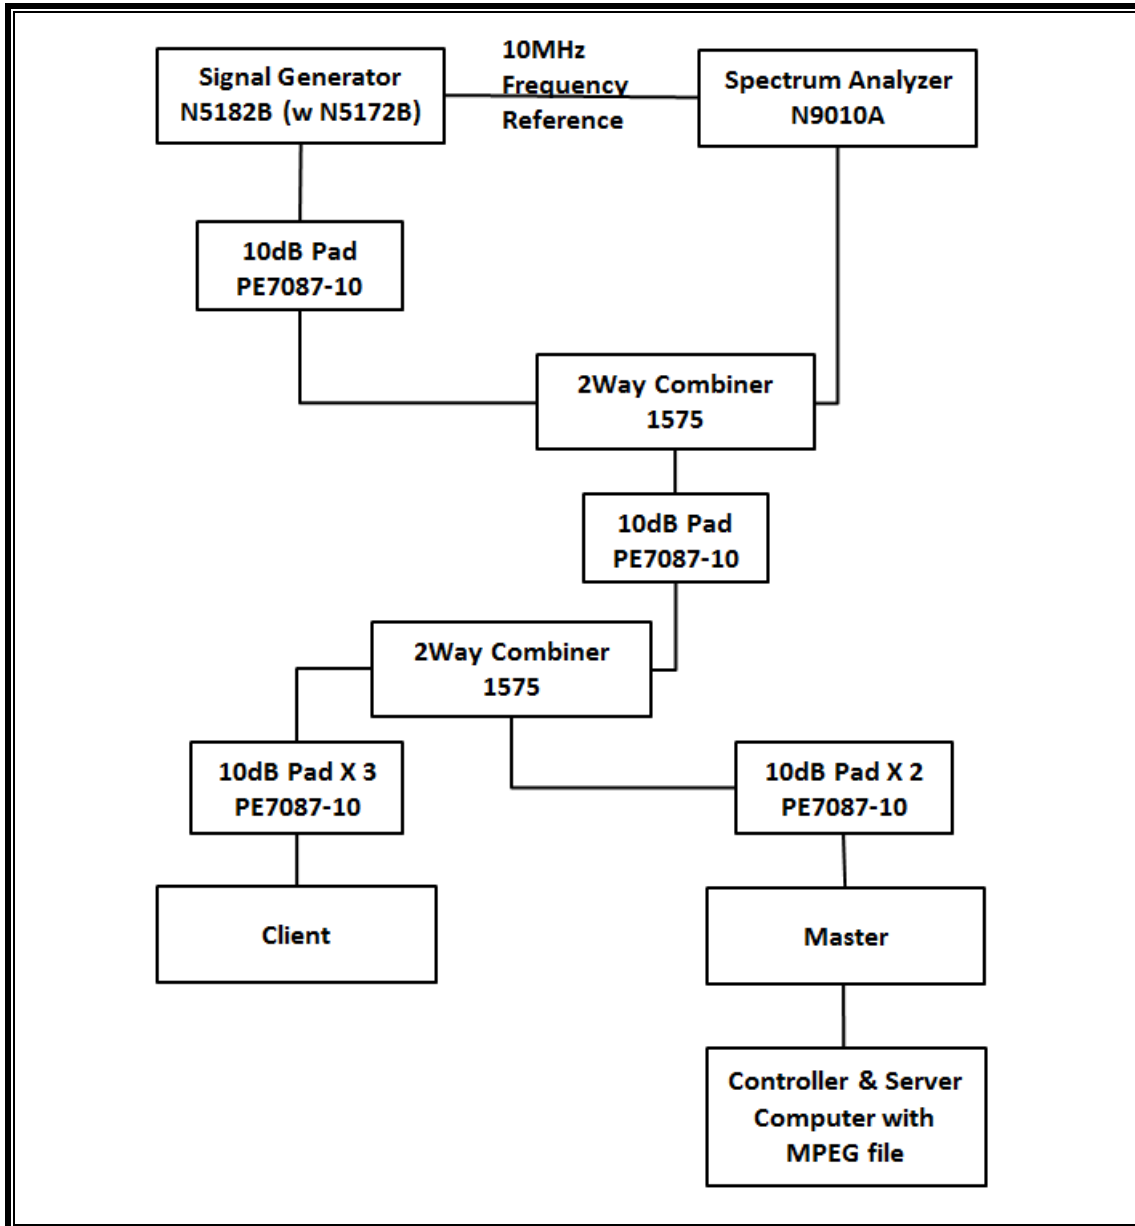 Signal Generator
N5182B (w N5172B)
10MHz
Frequency
Reference
Spectrum Analyzer
N9010A
10dB Pad
PE7087-10
2Way Combiner
1575
10dB Pad
PE7087-10
2Way Combiner
1575
10dB Pad X 3
PE7087-10
10dB Pad X 2
PE7087-10
Client
Master
Controller & Server
Computer with
MPEG file